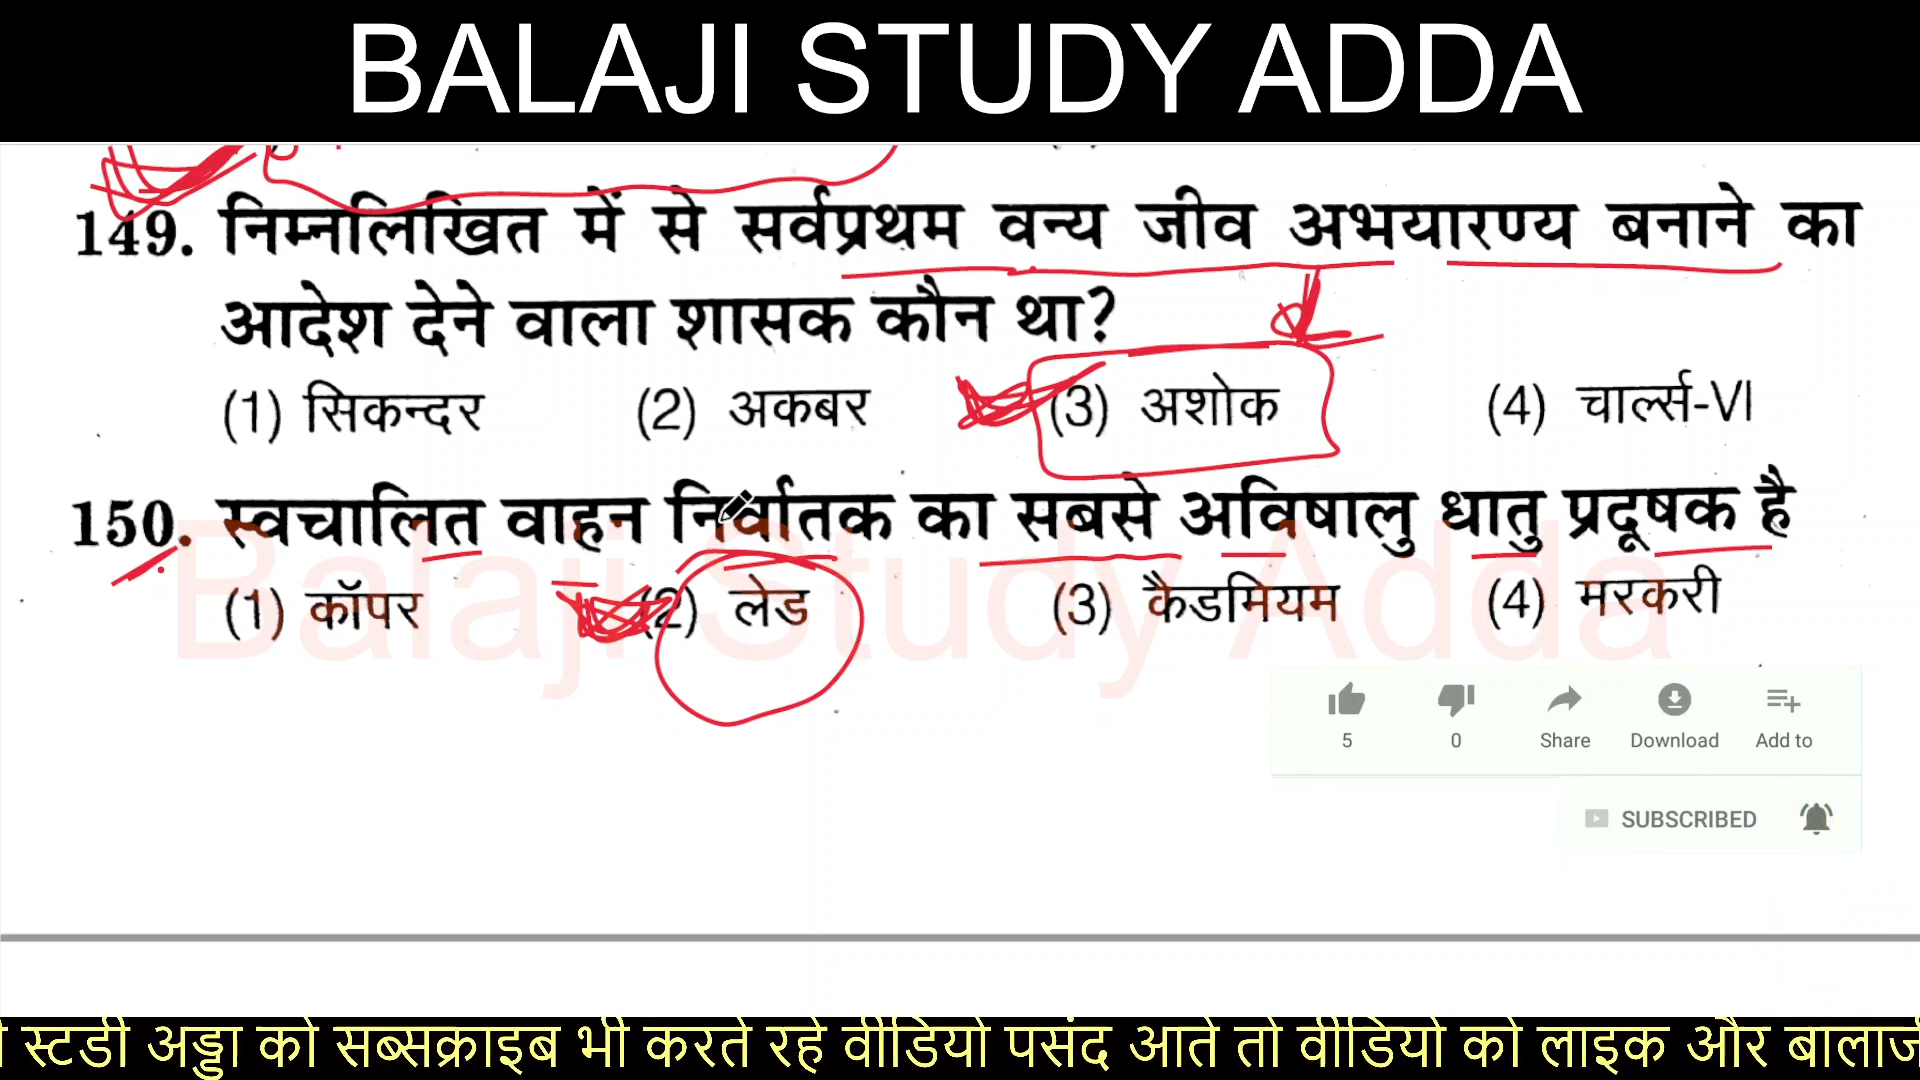 BALAJI STUDY ADDA
149. निम्नलिखित में से सर्वप्रथम वन्य जीव अभयारण्य बनाने का
आदेश देने वाला शासक कौन था?
(1) सिकन्दर (2) अकबर (3) अशोक (4) चार्ल्स-VI
150. स्वचालित वाहन निर्वातक का सबसे अविषालु धातु प्रदूषक है
(1) कॉपर (2) लेड (3) कैडमियम (4) मरकरी
Balaji Study Adda
5 0 Share Download Add to
SUBSCRIBED
स्टडी अड्डा को सब्सक्राइब भी करते रहे वीडियो पसंद आते तो वीडियो को लाइक और